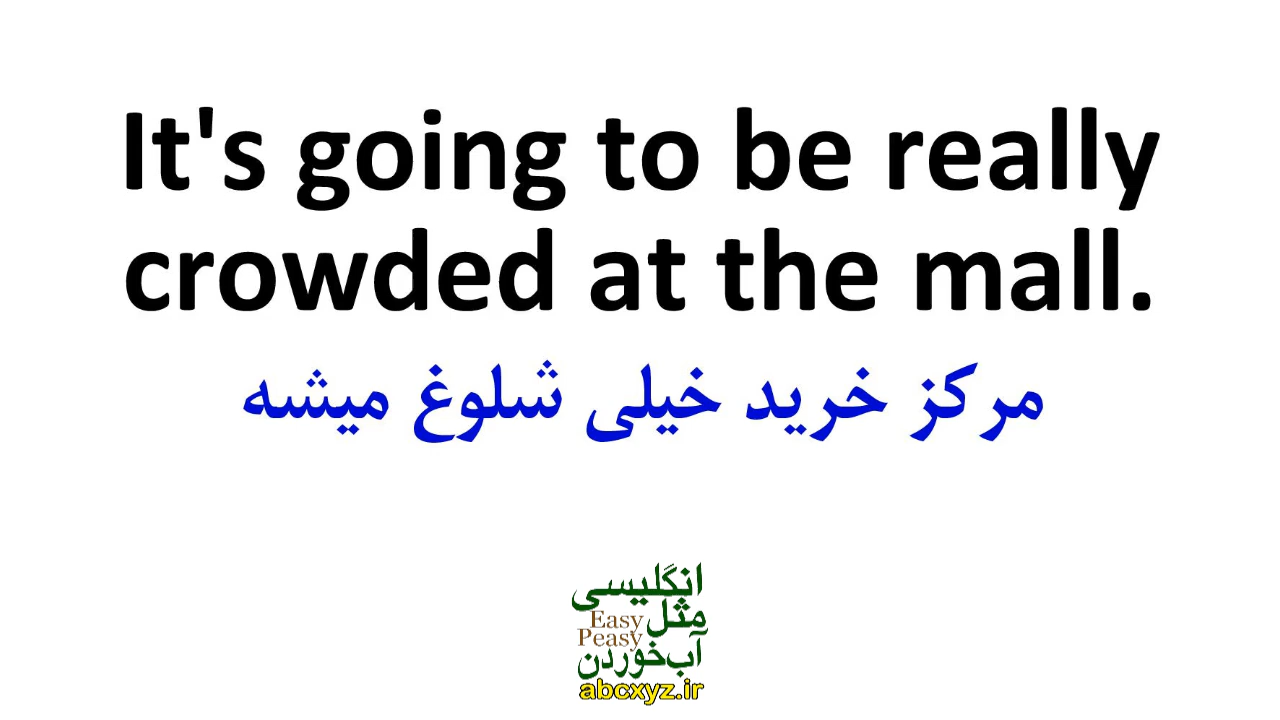 It's going to be really
crowded at the mall.
مرکز خرید خیلی شلوغ میشه
انگلیسی
مثل
Easy
Peasy
آب‌خوردن
abcxyz.ir